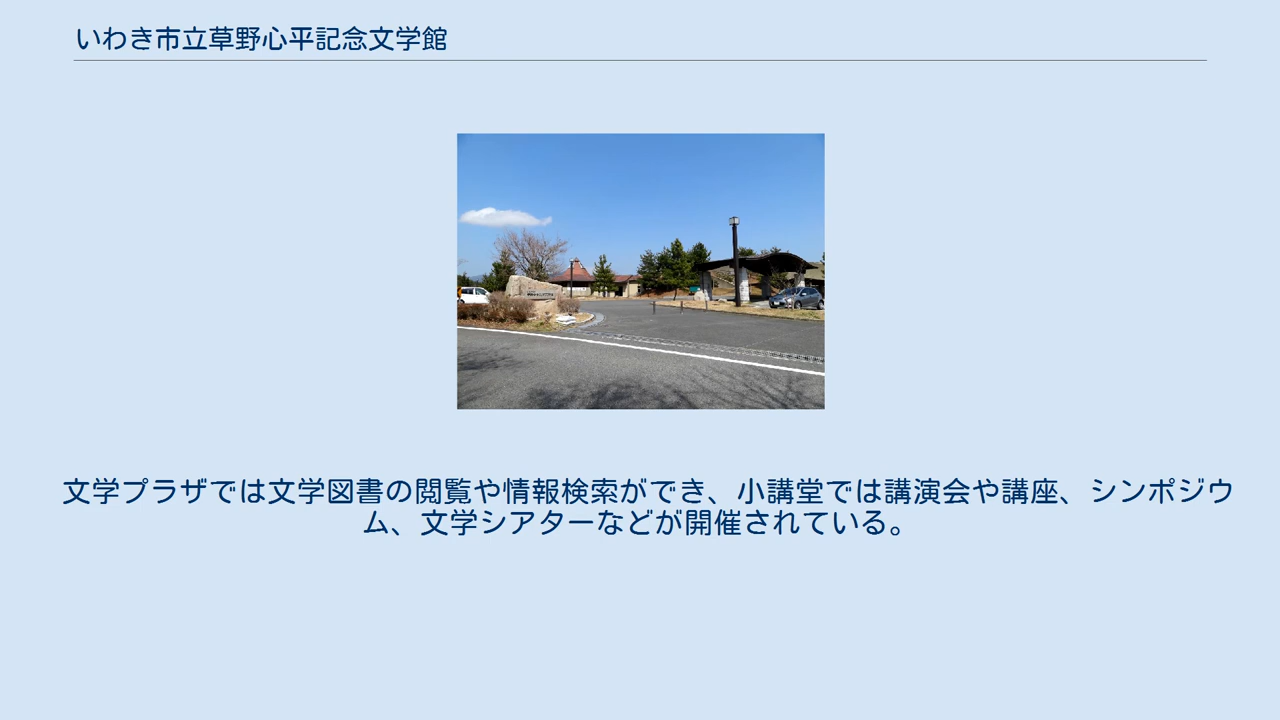 いわき市立草野心平記念文学館
文学プラザでは文学図書の閲覧や情報検索ができ、小講堂では講演会や講座、シンポジウ
ム、文学シアターなどが開催されている。